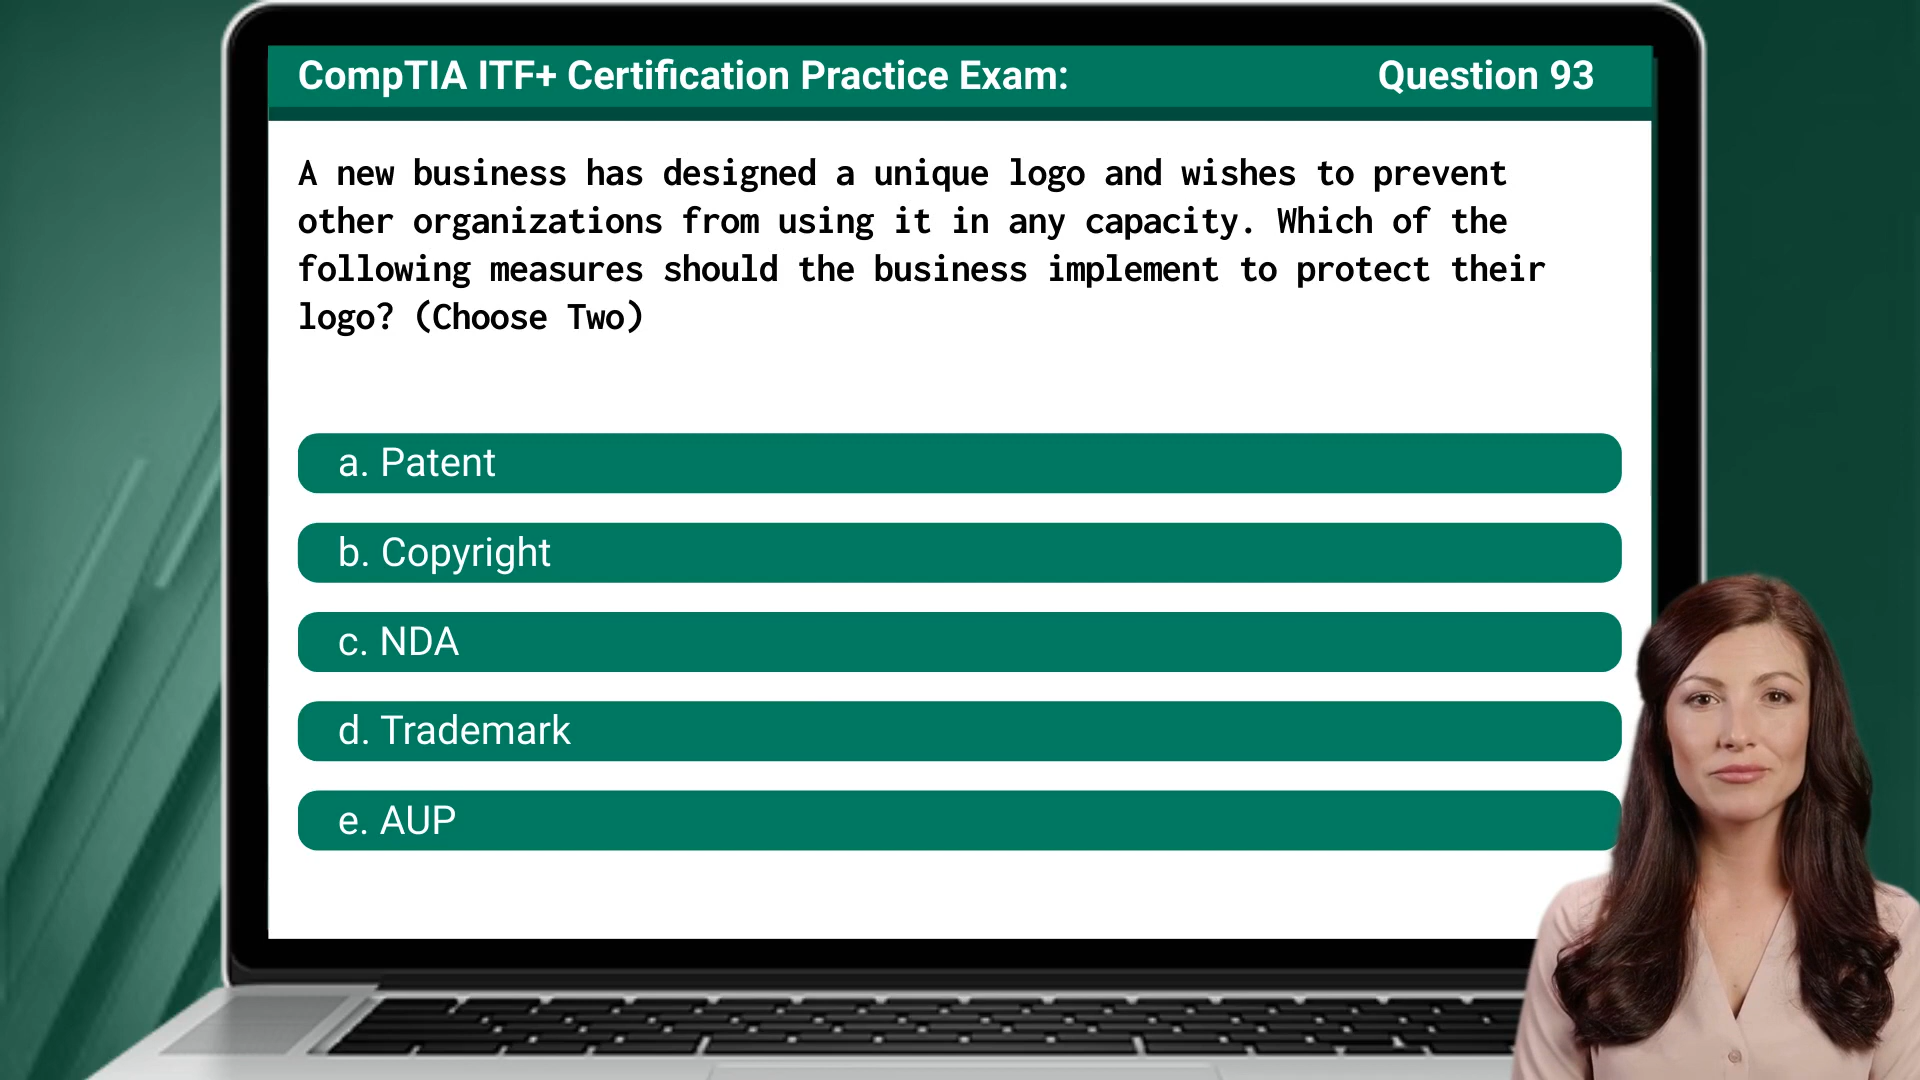 CompTIA ITF+ Certification Practice Exam:
Question 93
A new business has designed a unique logo and wishes to prevent
other organizations from using it in any capacity. Which of the
following measures should the business implement to protect their
logo? (Choose Two)
a. Patent
b. Copyright
c. NDA
d. Trademark
e. AUP